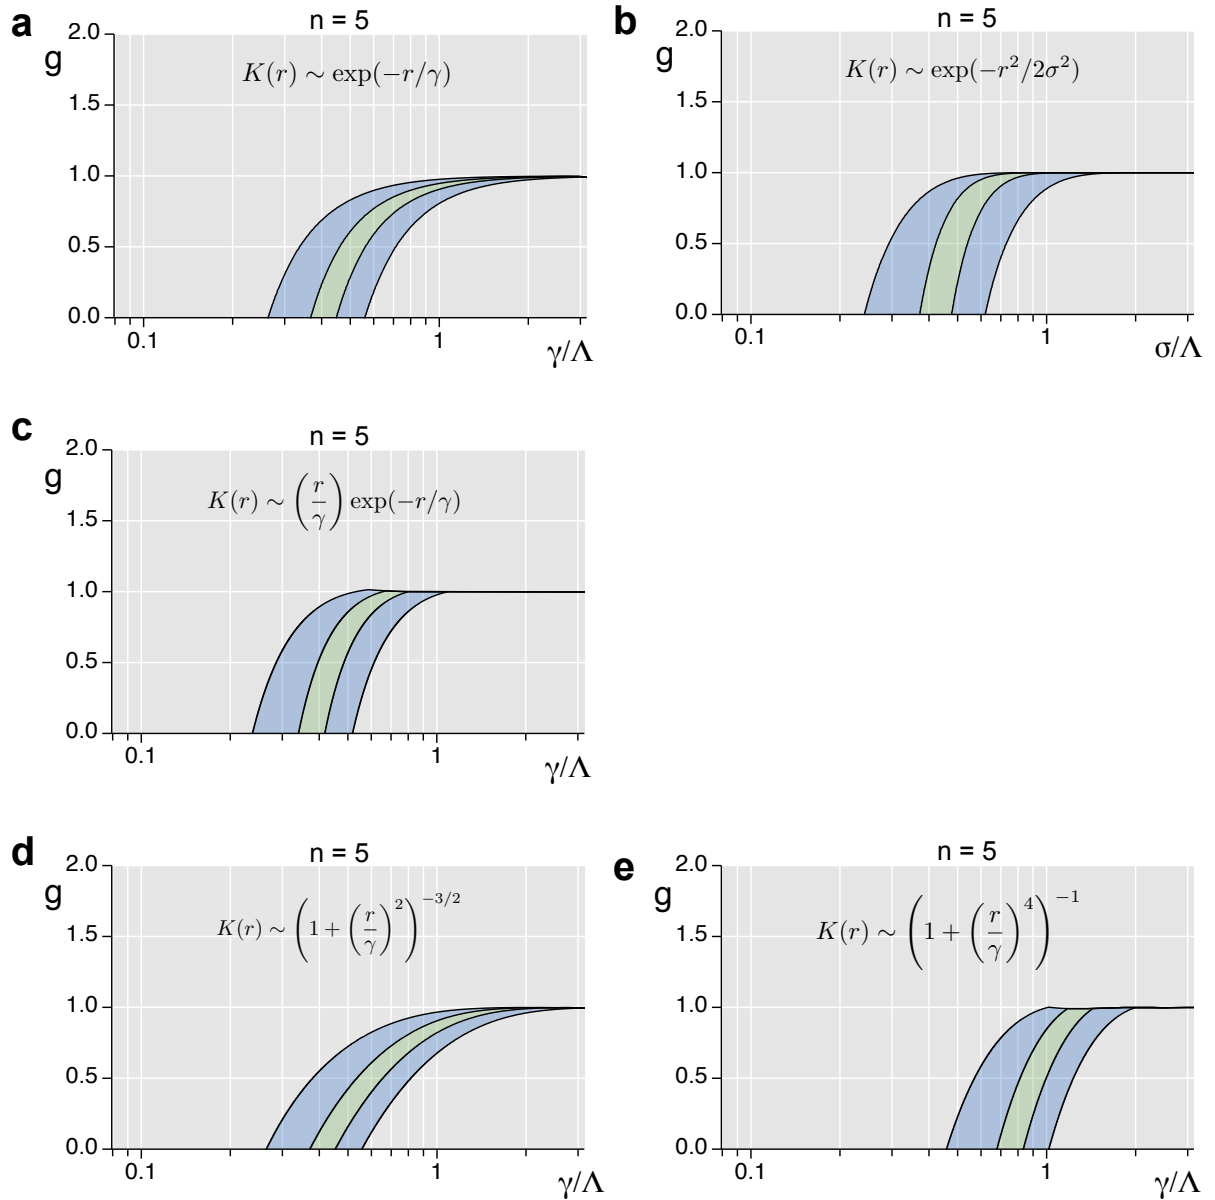 a
n = 5
g
K(r) ∼ exp(−r/γ)
2.0
1.5
1.0
0.5
0.0
0.1
1
γ/Λ
b
n = 5
g
K(r) ∼ exp(−r²/2σ²)
2.0
1.5
1.0
0.5
0.0
0.1
1
σ/Λ
c
n = 5
g
K(r) ∼ (r/γ) exp(−r/γ)
2.0
1.5
1.0
0.5
0.0
0.1
1
γ/Λ
d
n = 5
g
K(r) ∼ (1 + (r/γ)²)^{−3/2}
2.0
1.5
1.0
0.5
0.0
0.1
1
γ/Λ
e
n = 5
g
K(r) ∼ (1 + (r/γ)⁴)^{−1}
2.0
1.5
1.0
0.5
0.0
0.1
1
γ/Λ